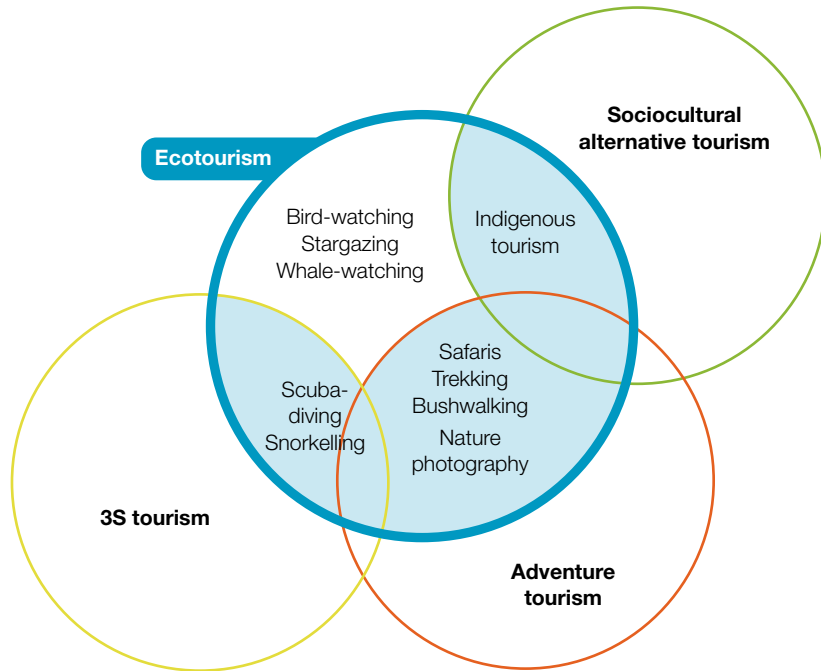 Sociocultural
alternative tourism
Ecotourism
Bird-watching
Stargazing
Whale-watching
Indigenous
tourism
Safaris
Trekking
Bushwalking
Nature
photography
Scuba-
diving
Snorkelling
3S tourism
Adventure
tourism